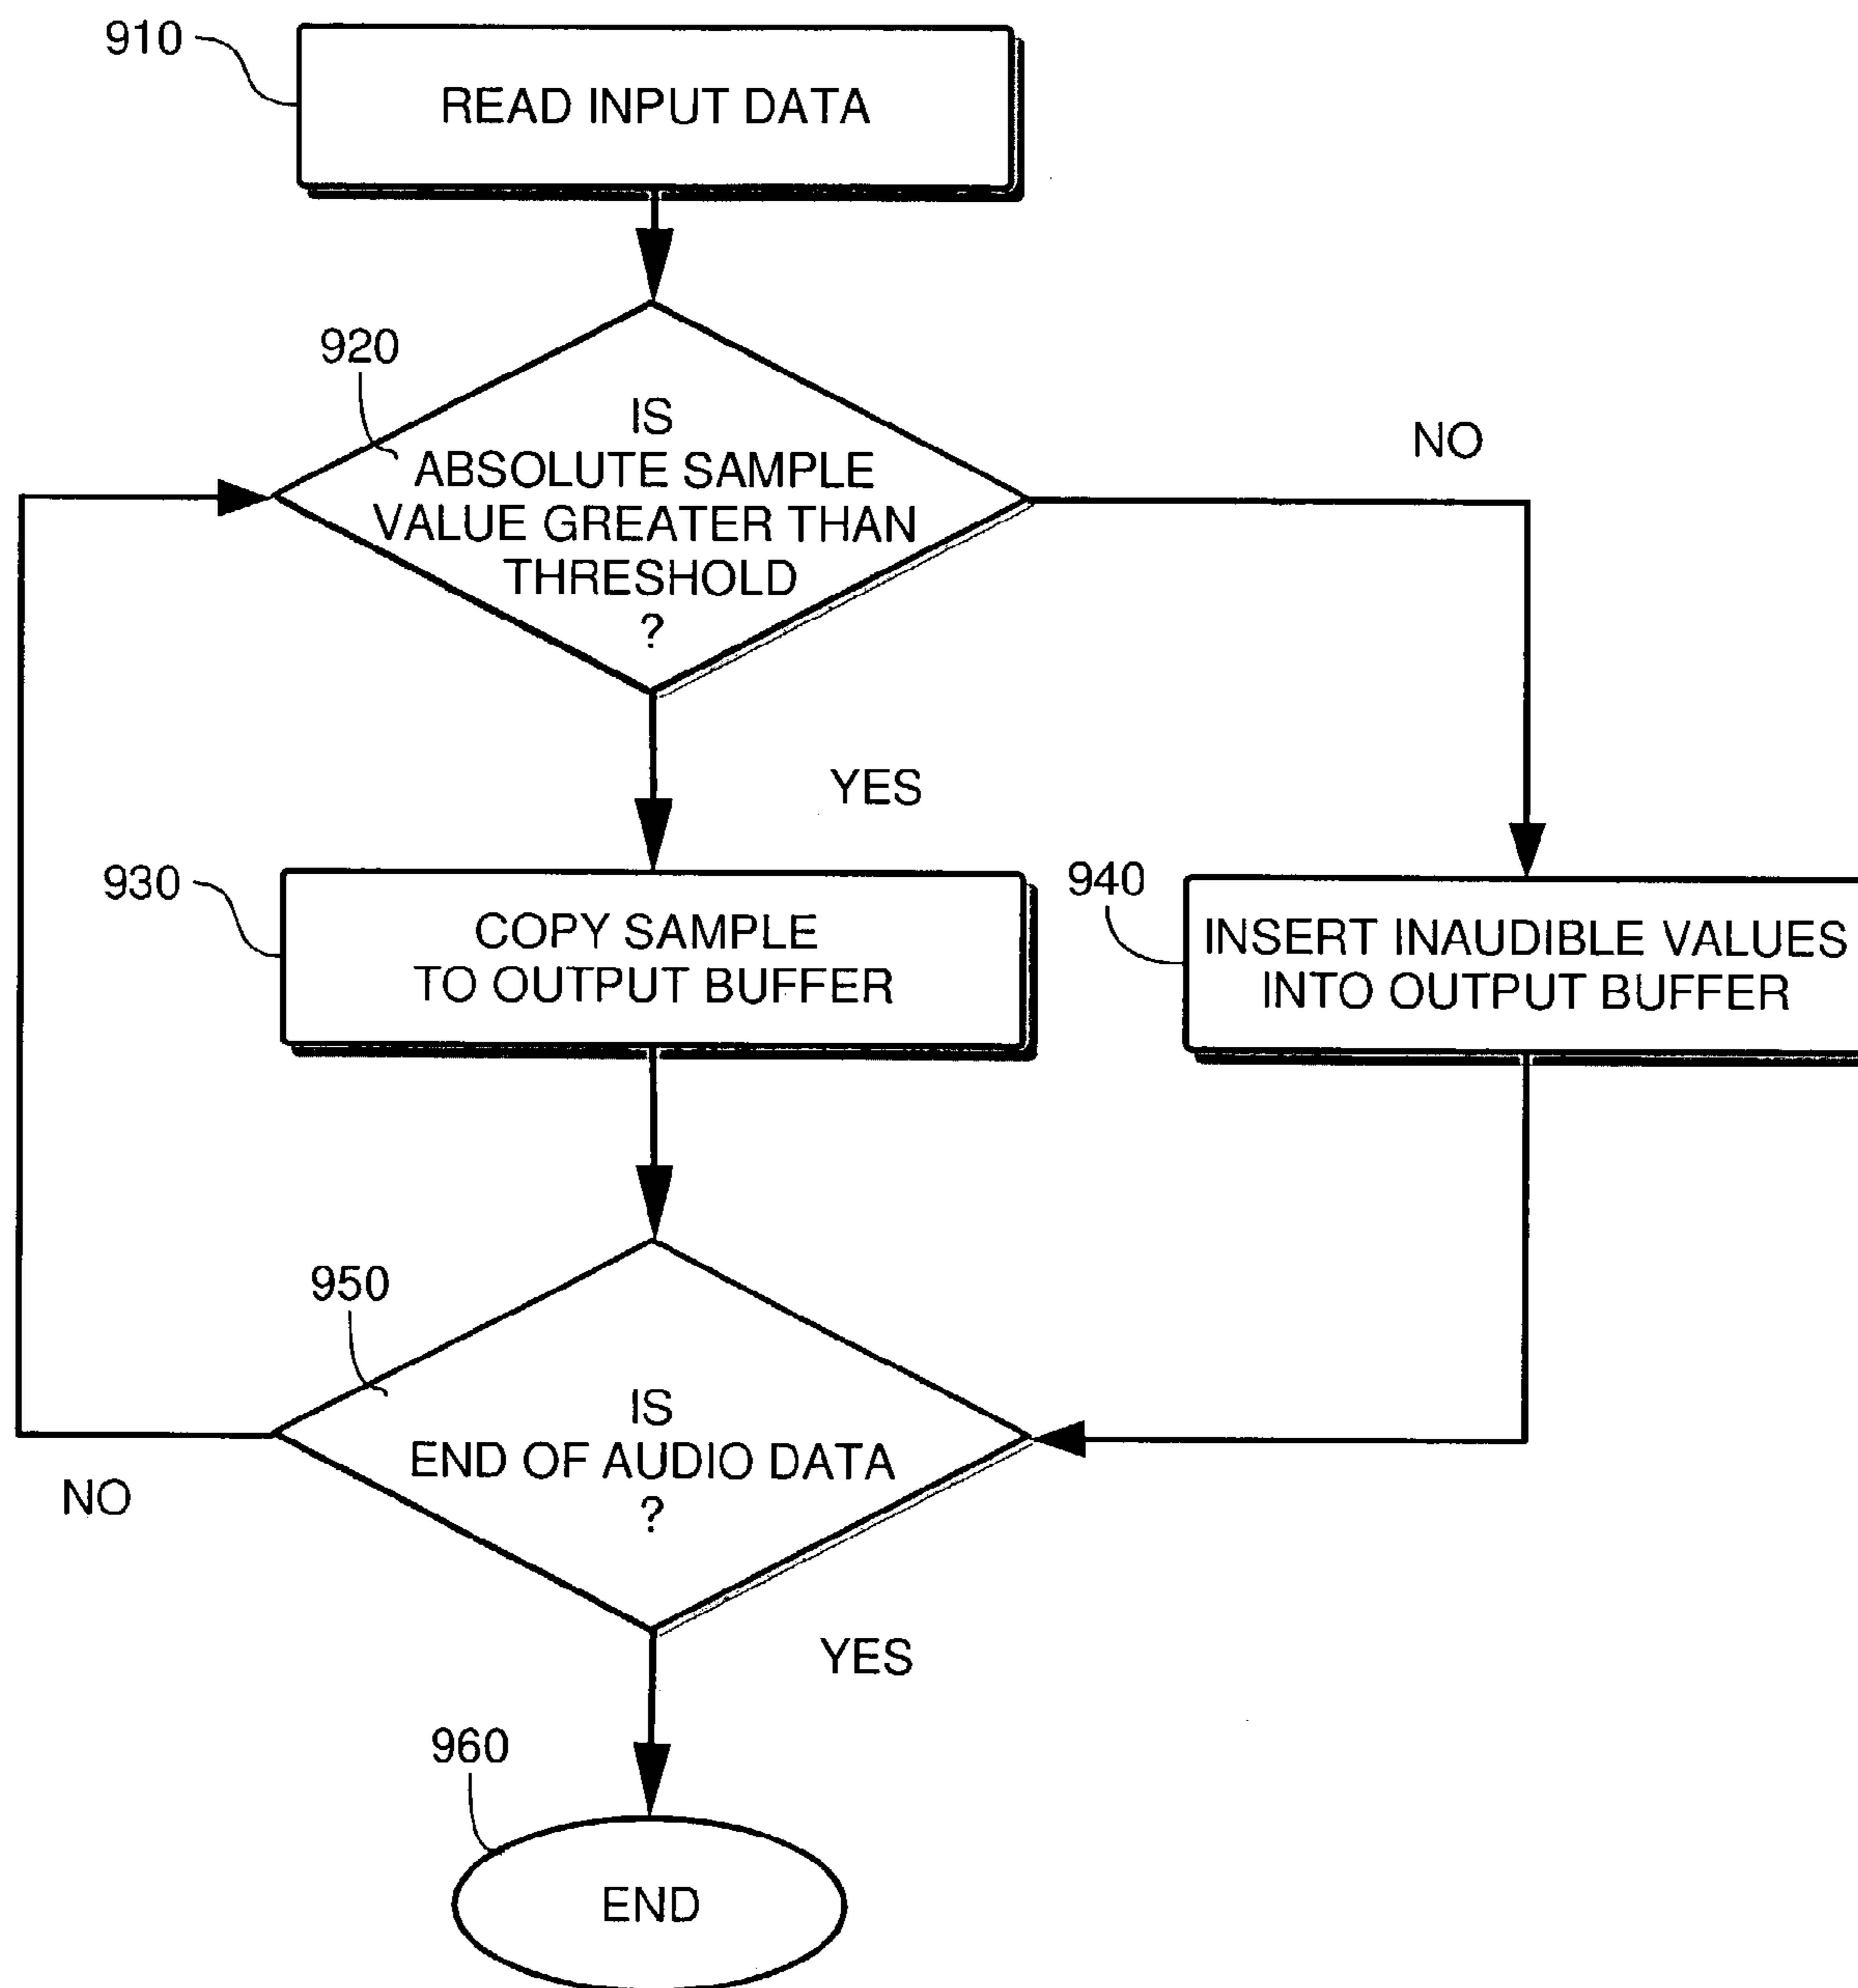 910
READ INPUT DATA
920
IS
ABSOLUTE SAMPLE
VALUE GREATER THAN
THRESHOLD
?
NO
YES
930
COPY SAMPLE
TO OUTPUT BUFFER
940
INSERT INAUDIBLE VALUES
INTO OUTPUT BUFFER
950
IS
END OF AUDIO DATA
?
NO
YES
960
END